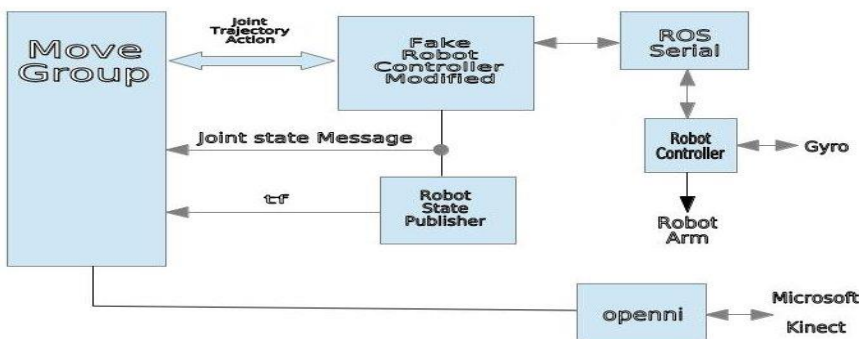 Move
Group
Joint
Trajectory
Action
Fake
Robot
Controller
Modified
ROS
Serial
Joint state Message
Robot
Controller
Gyro
tf
Robot
State
Publisher
Robot
Arm
openni
Microsoft
Kinect